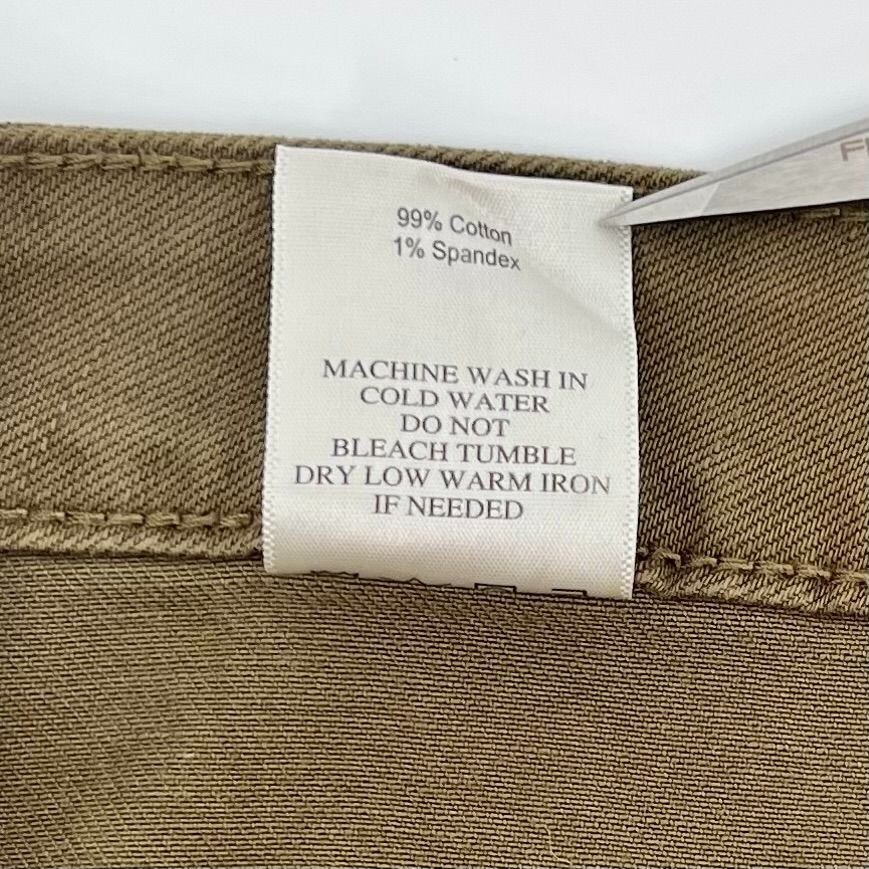 99% Cotton
1% Spandex
MACHINE WASH IN
COLD WATER
DO NOT
BLEACH TUMBLE
DRY LOW WARM IRON
IF NEEDED